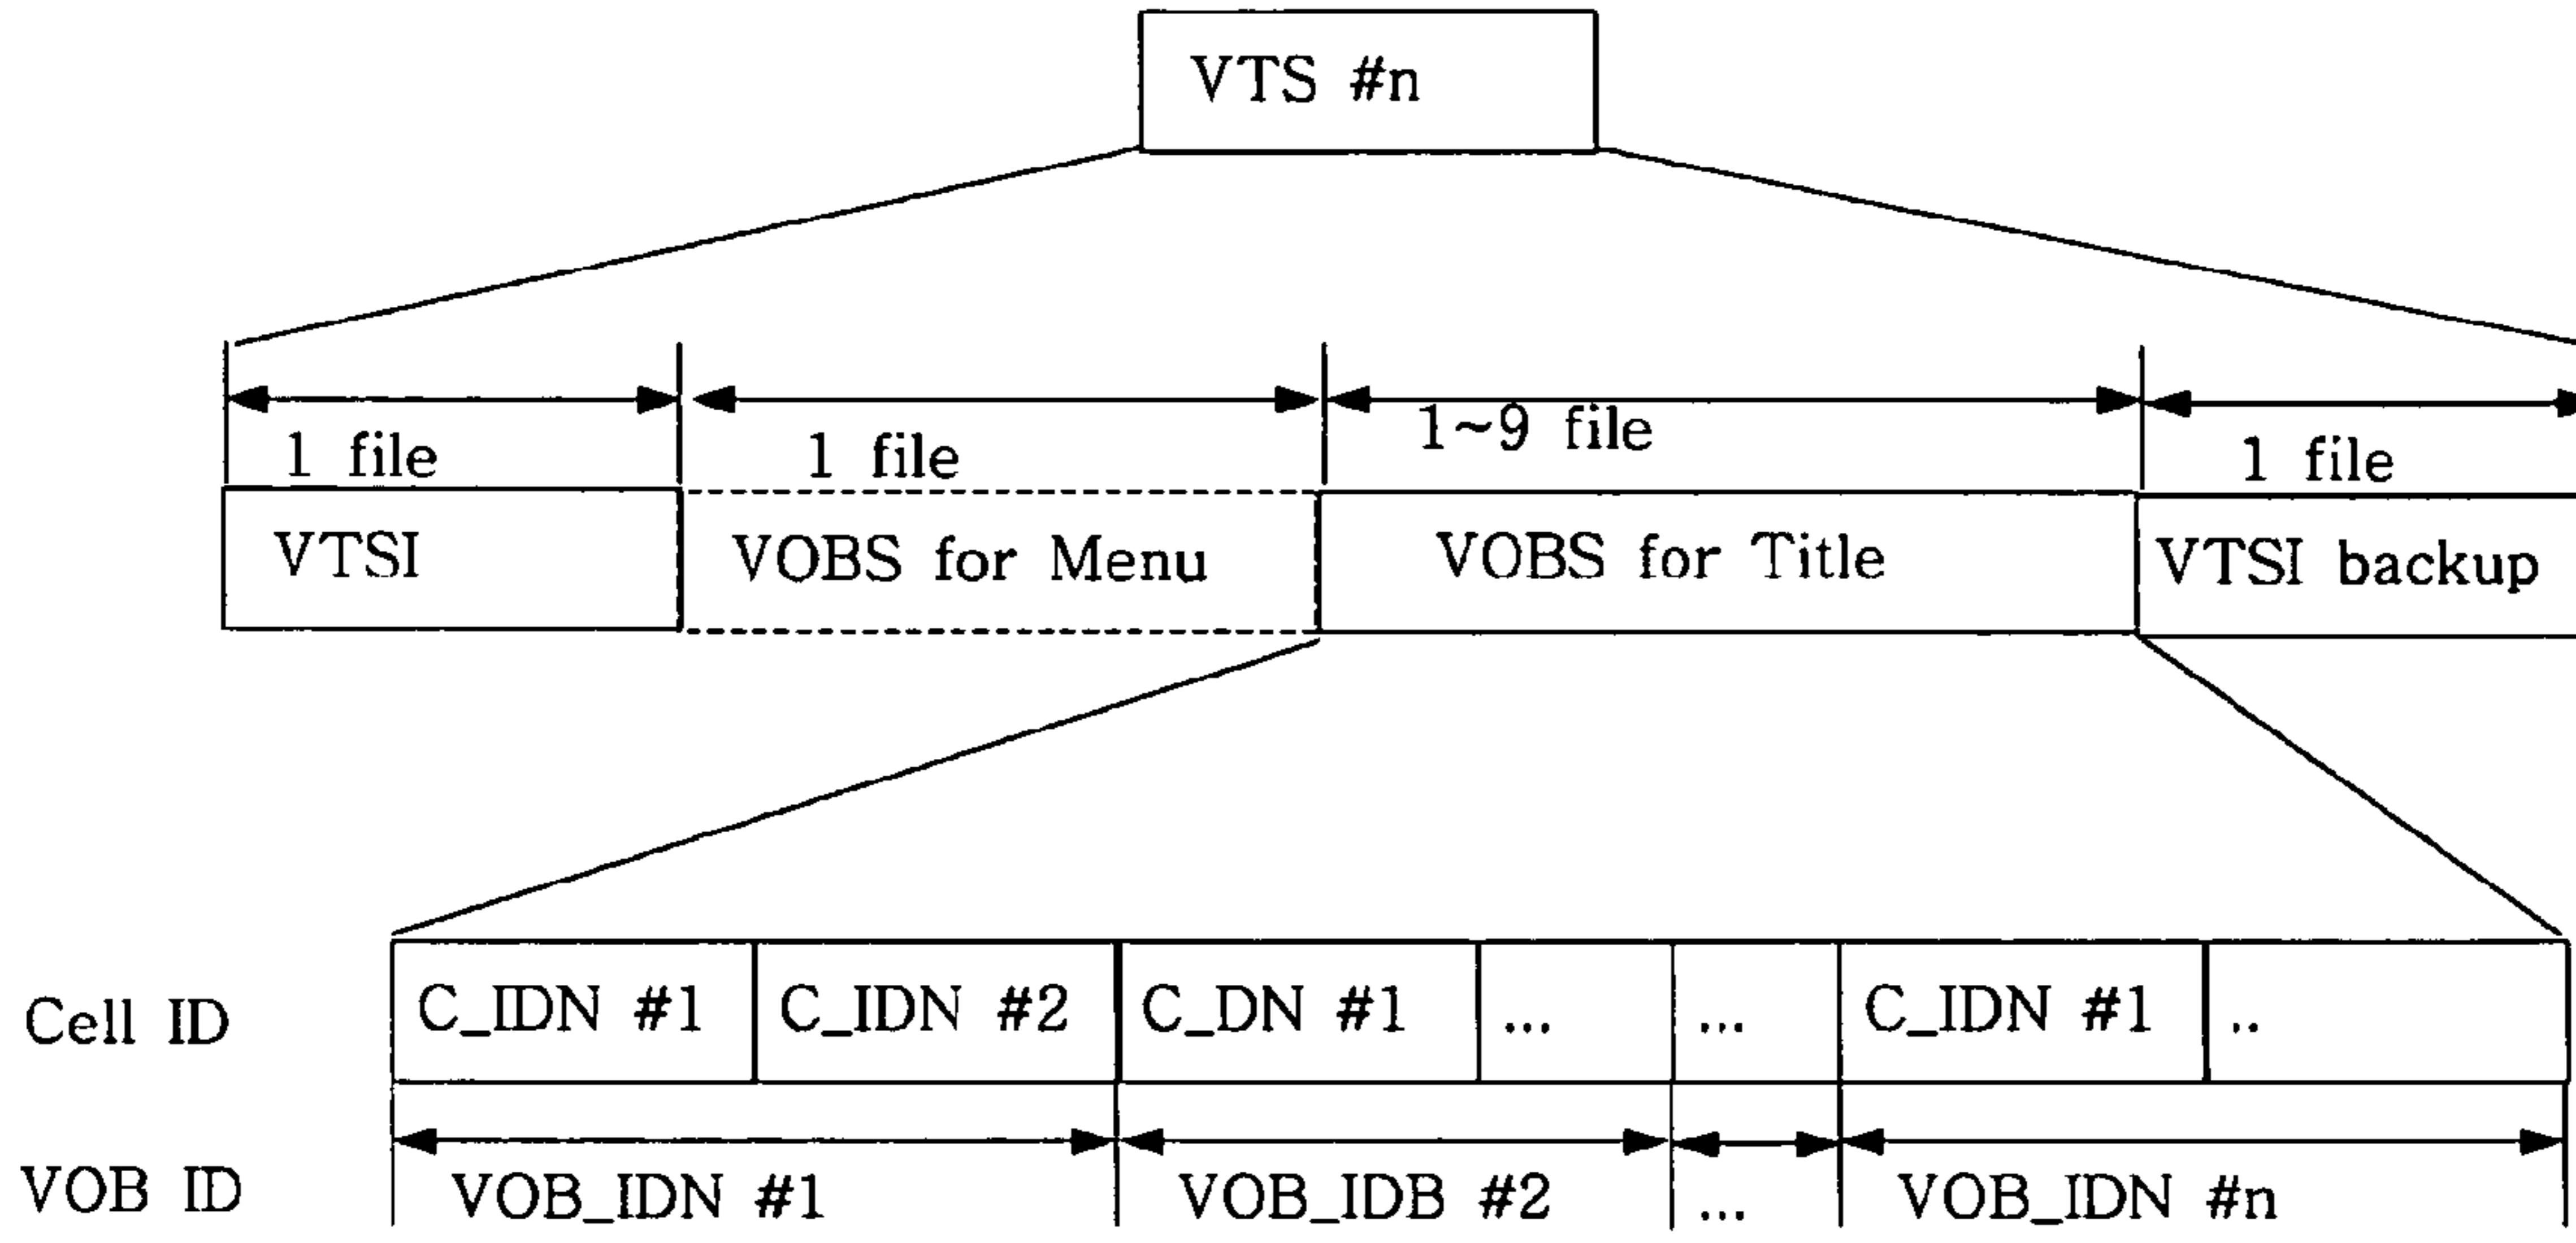 VTS #n
1 file
1 file
1~9 file
1 file
VTSI
VOBS for Menu
VOBS for Title
VTSI backup
Cell ID
C_IDN #1
C_IDN #2
C_DN #1
...
...
C_IDN #1
..
VOB ID
VOB_IDN #1
VOB_IDB #2
...
VOB_IDN #n